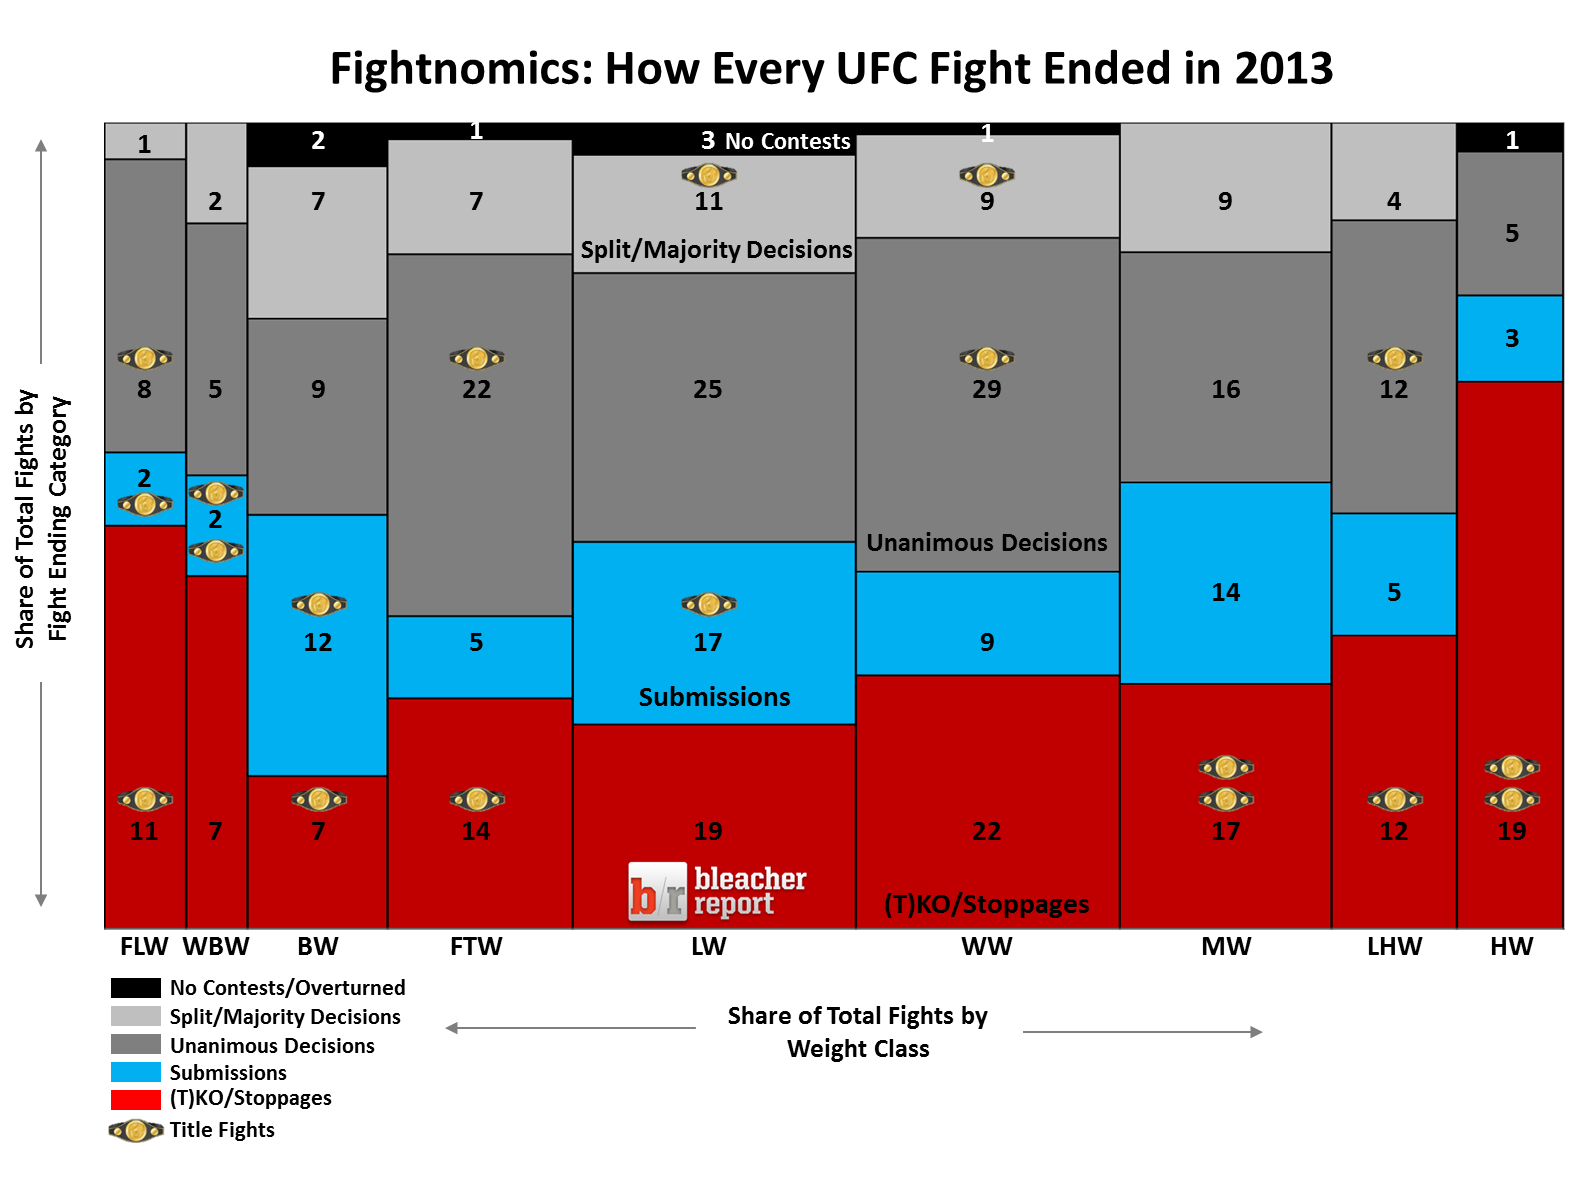 Fightnomics: How Every UFC Fight Ended in 2013
Share of Total Fights by
Fight Ending Category
1 2 2 1 3 No Contests 1 1
2 7 7 11 9 9 4 5
Split/Majority Decisions
3
8 5 9 22 25 29 16 12
2
2
Unanimous Decisions
14 5
12 5 17 9
Submissions
11 7 7 14 19 22 17 12 19
b/r bleacher
report
(T)KO/Stoppages
FLW WBW BW FTW LW WW MW LHW HW
No Contests/Overturned
Split/Majority Decisions
Unanimous Decisions
Submissions
(T)KO/Stoppages
Title Fights
Share of Total Fights by
Weight Class